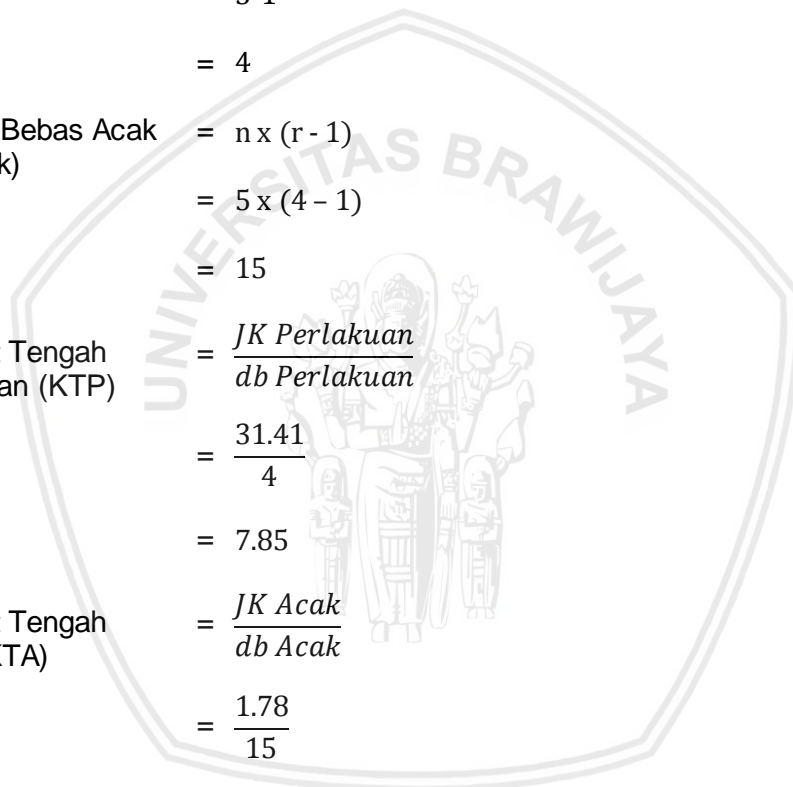 = 4
Bebas Acak = n x (r - 1)
k)
= 5 x (4 – 1)
= 15
Tengah = JK Perlakuan
an (KTP) db Perlakuan
= 31.41
4
= 7.85
Tengah = JK Acak
TA) db Acak
= 1.78
15
UNIVERSITAS BRAWIJAYA